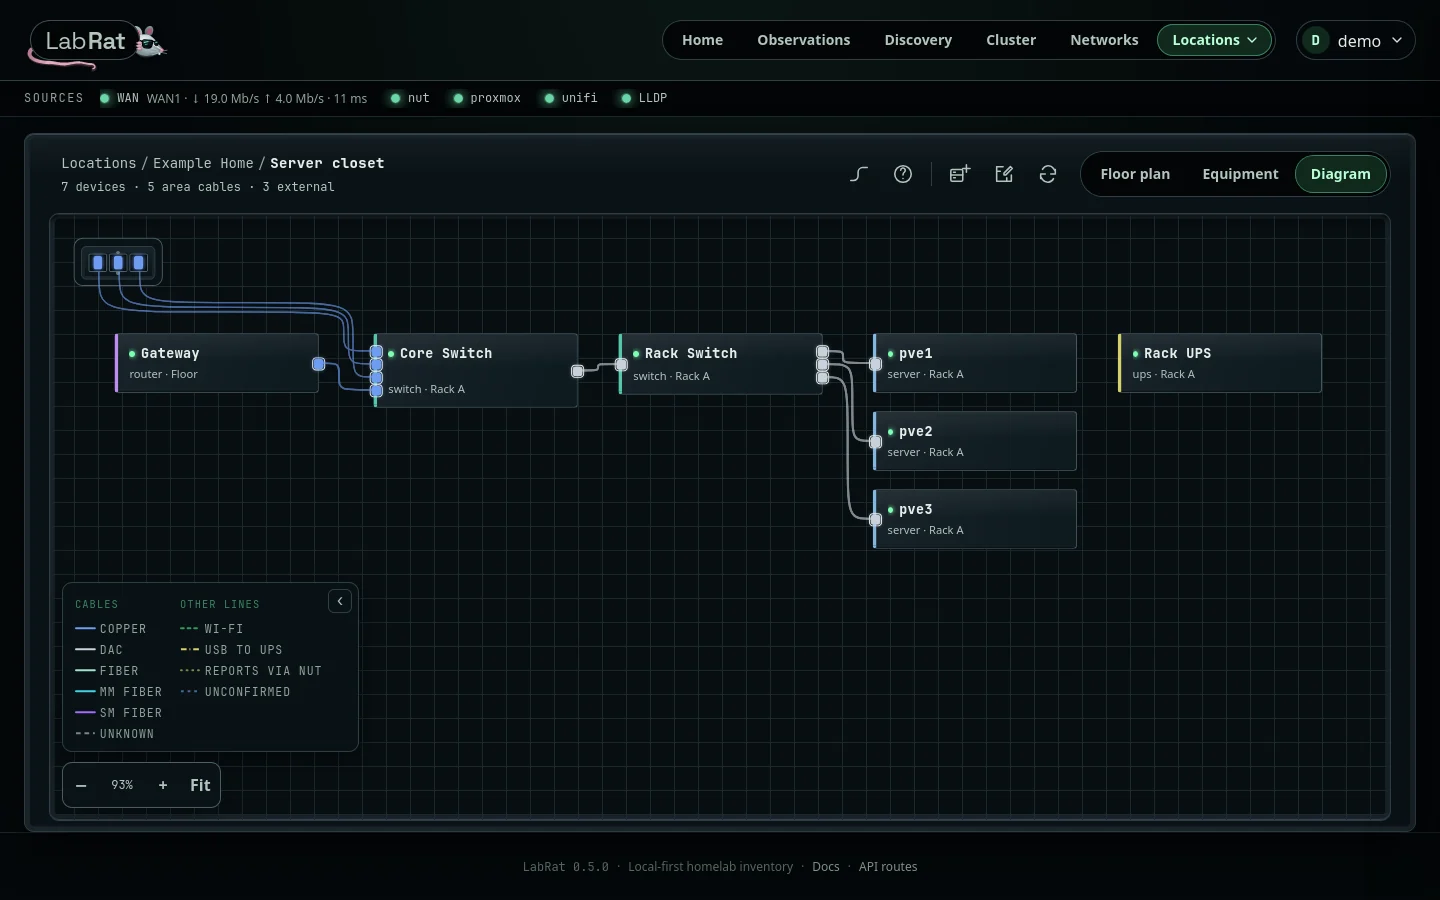 LabRat
Home
Observations
Discovery
Cluster
Networks
Locations
D
demo
SOURCES
WAN WAN1 · ↓ 19.0 Mb/s ↑ 4.0 Mb/s · 11 ms
nut
proxmox
unifi
LLDP
Locations / Example Home / Server closet
7 devices · 5 area cables · 3 external
Floor plan
Equipment
Diagram
Gateway
router · Floor
Core Switch
switch · Rack A
Rack Switch
switch · Rack A
pve1
server · Rack A
Rack UPS
ups · Rack A
pve2
server · Rack A
pve3
server · Rack A
CABLES
COPPER
DAC
FIBER
MM FIBER
SM FIBER
UNKNOWN
OTHER LINES
WI-FI
USB TO UPS
REPORTS VIA NUT
UNCONFIRMED
− 93% + Fit
LabRat 0.5.0 · Local-first homelab inventory · Docs · API routes